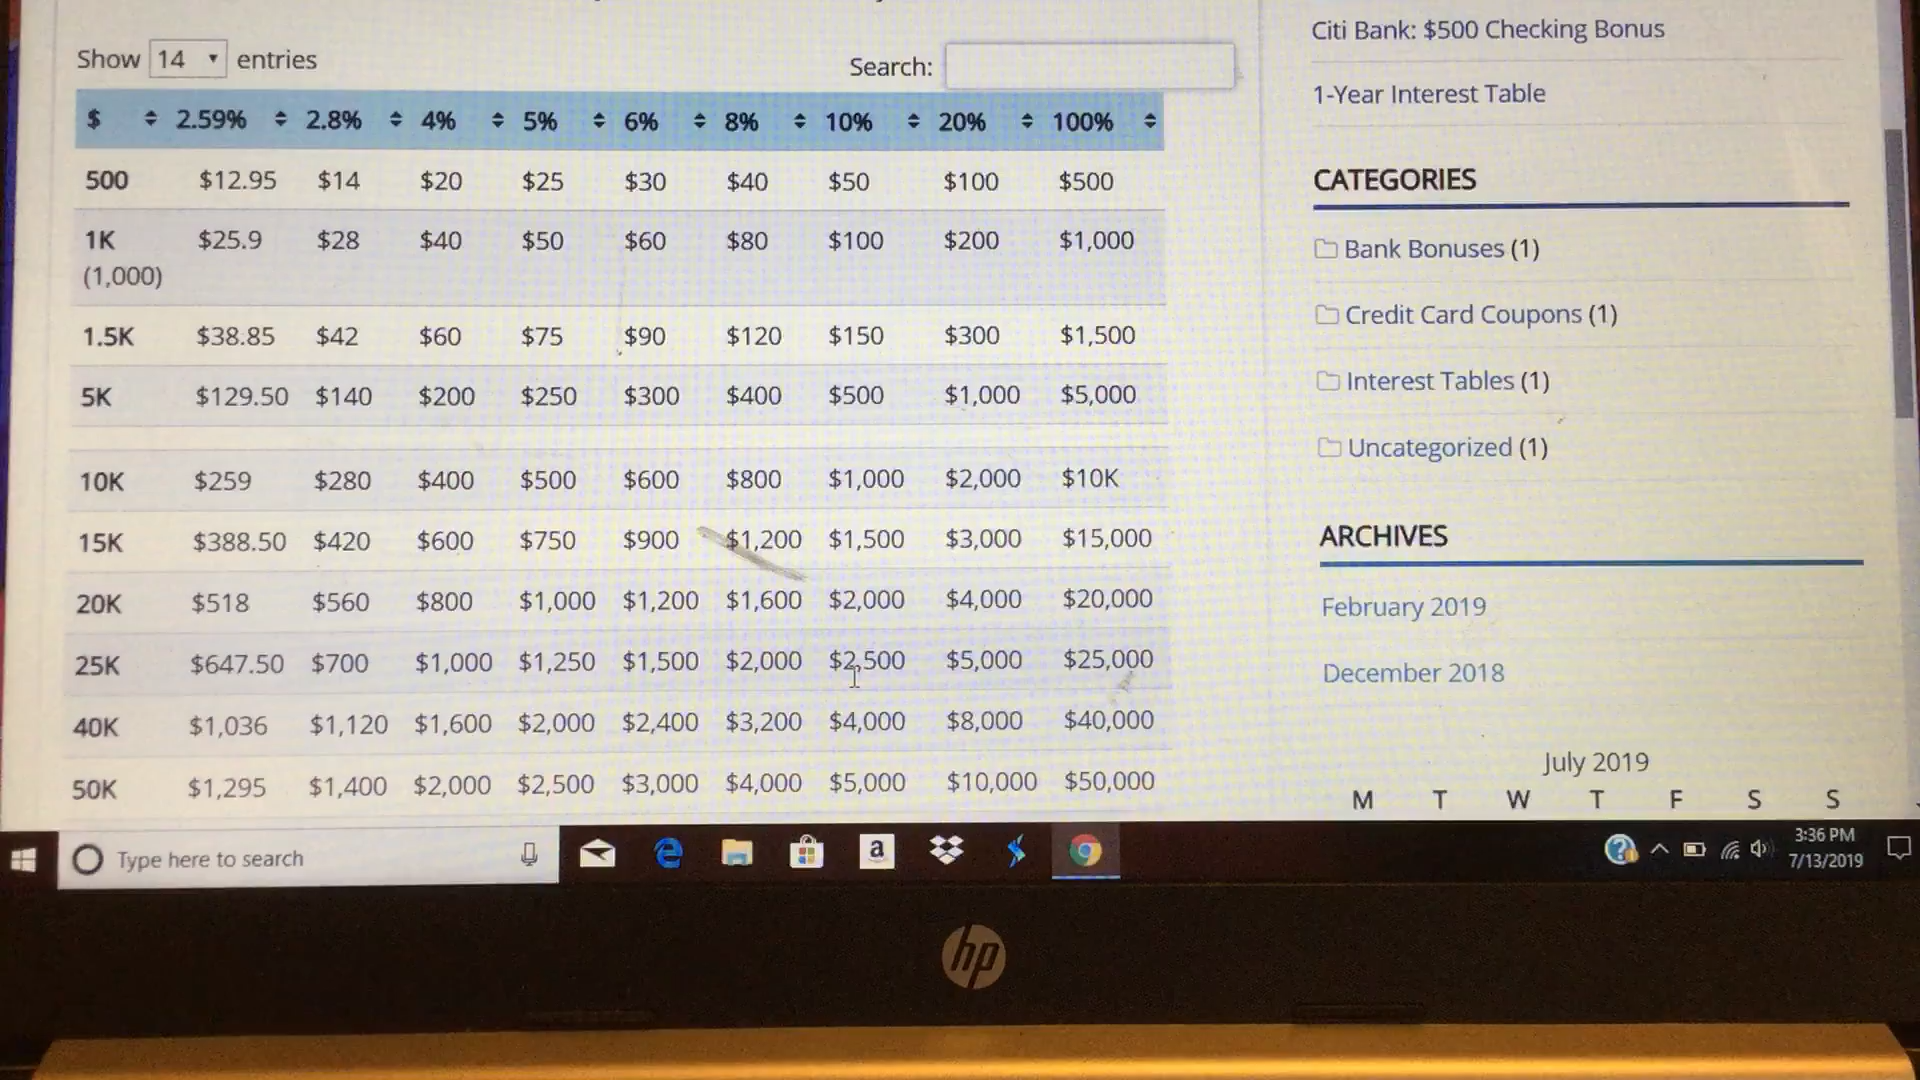 Show 14 entries
Search:
$ 2.59% 2.8% 4% 5% 6% 8% 10% 20% 100%
500 $12.95 $14 $20 $25 $30 $40 $50 $100 $500
1K $25.9 $28 $40 $50 $60 $80 $100 $200 $1,000
(1,000)
1.5K $38.85 $42 $60 $75 $90 $120 $150 $300 $1,500
5K $129.50 $140 $200 $250 $300 $400 $500 $1,000 $5,000
10K $259 $280 $400 $500 $600 $800 $1,000 $2,000 $10K
15K $388.50 $420 $600 $750 $900 $1,200 $1,500 $3,000 $15,000
20K $518 $560 $800 $1,000 $1,200 $1,600 $2,000 $4,000 $20,000
25K $647.50 $700 $1,000 $1,250 $1,500 $2,000 $2,500 $5,000 $25,000
40K $1,036 $1,120 $1,600 $2,000 $2,400 $3,200 $4,000 $8,000 $40,000
50K $1,295 $1,400 $2,000 $2,500 $3,000 $4,000 $5,000 $10,000 $50,000
Citi Bank: $500 Checking Bonus
1-Year Interest Table
CATEGORIES
Bank Bonuses (1)
Credit Card Coupons (1)
Interest Tables (1)
Uncategorized (1)
ARCHIVES
February 2019
December 2018
July 2019
M T W T F S S
Type here to search
a
3:36 PM
7/13/2019
hp